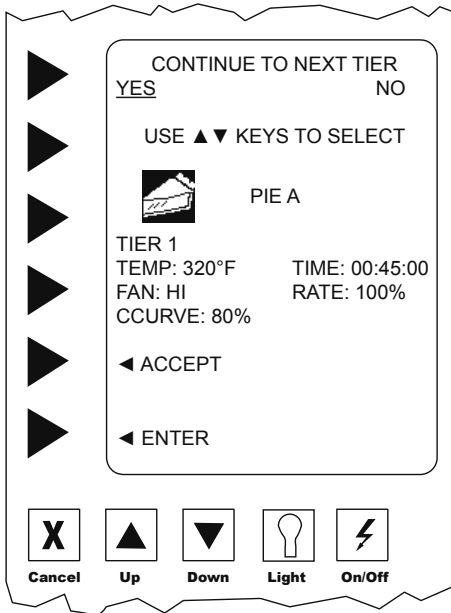 CONTINUE TO NEXT TIER
YES NO
USE ▲▼ KEYS TO SELECT
PIE A
TIER 1
TEMP: 320°F TIME: 00:45:00
FAN: HI RATE: 100%
CCURVE: 80%
◄ ACCEPT
◄ ENTER
X
Cancel Up Down Light On/Off